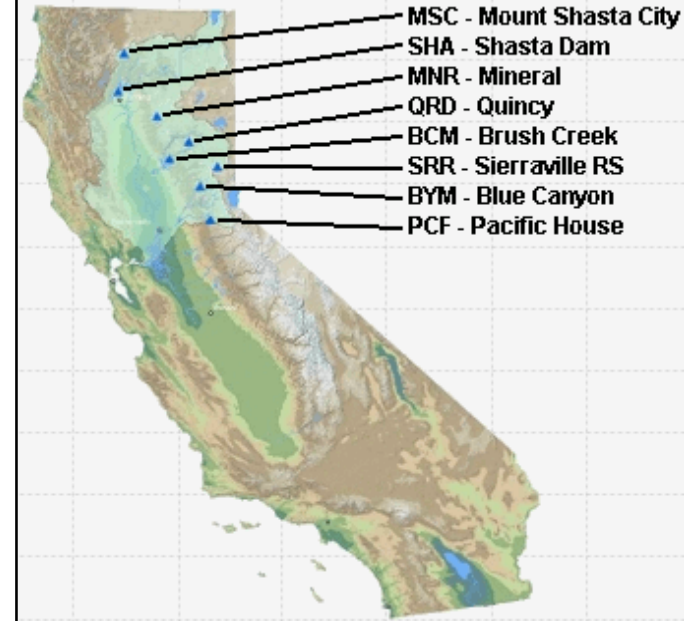 MSC - Mount Shasta City
SHA - Shasta Dam
MNR - Mineral
QRD - Quincy
BCM - Brush Creek
SRR - Sierraville RS
BYM - Blue Canyon
PCF - Pacific House